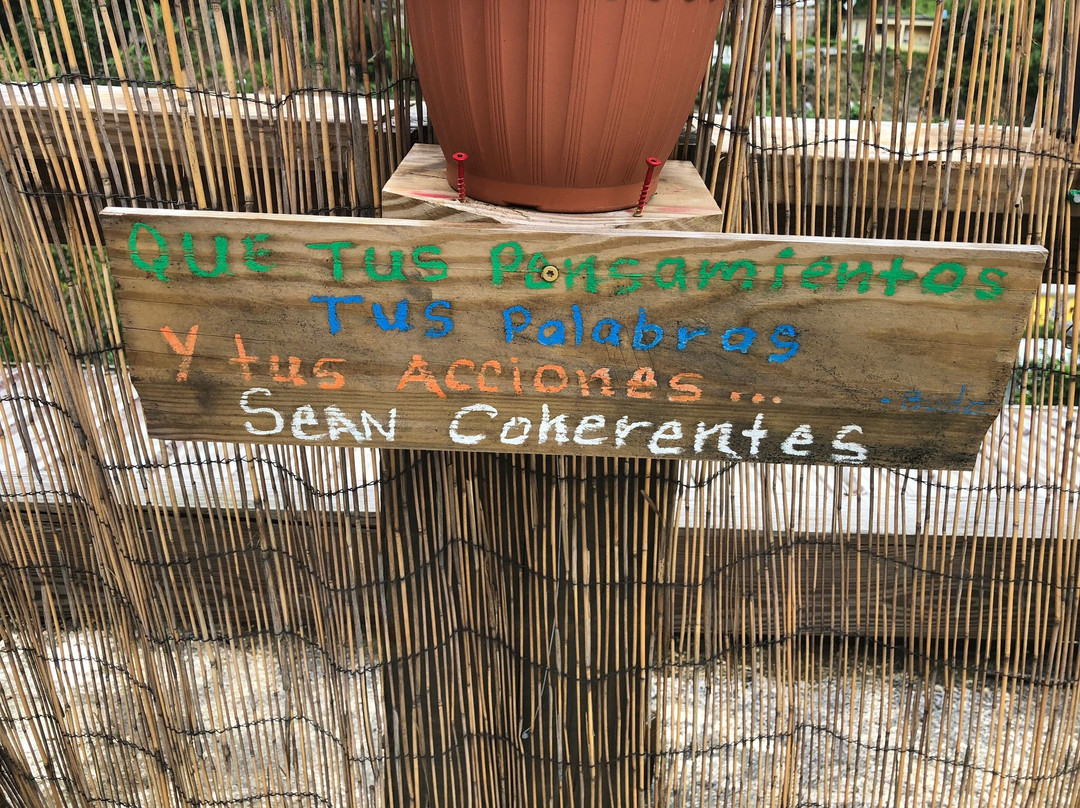 QUE Tus Pensamientos
Tus Palabras
Y tus Acciones...
SeAN Coherentes